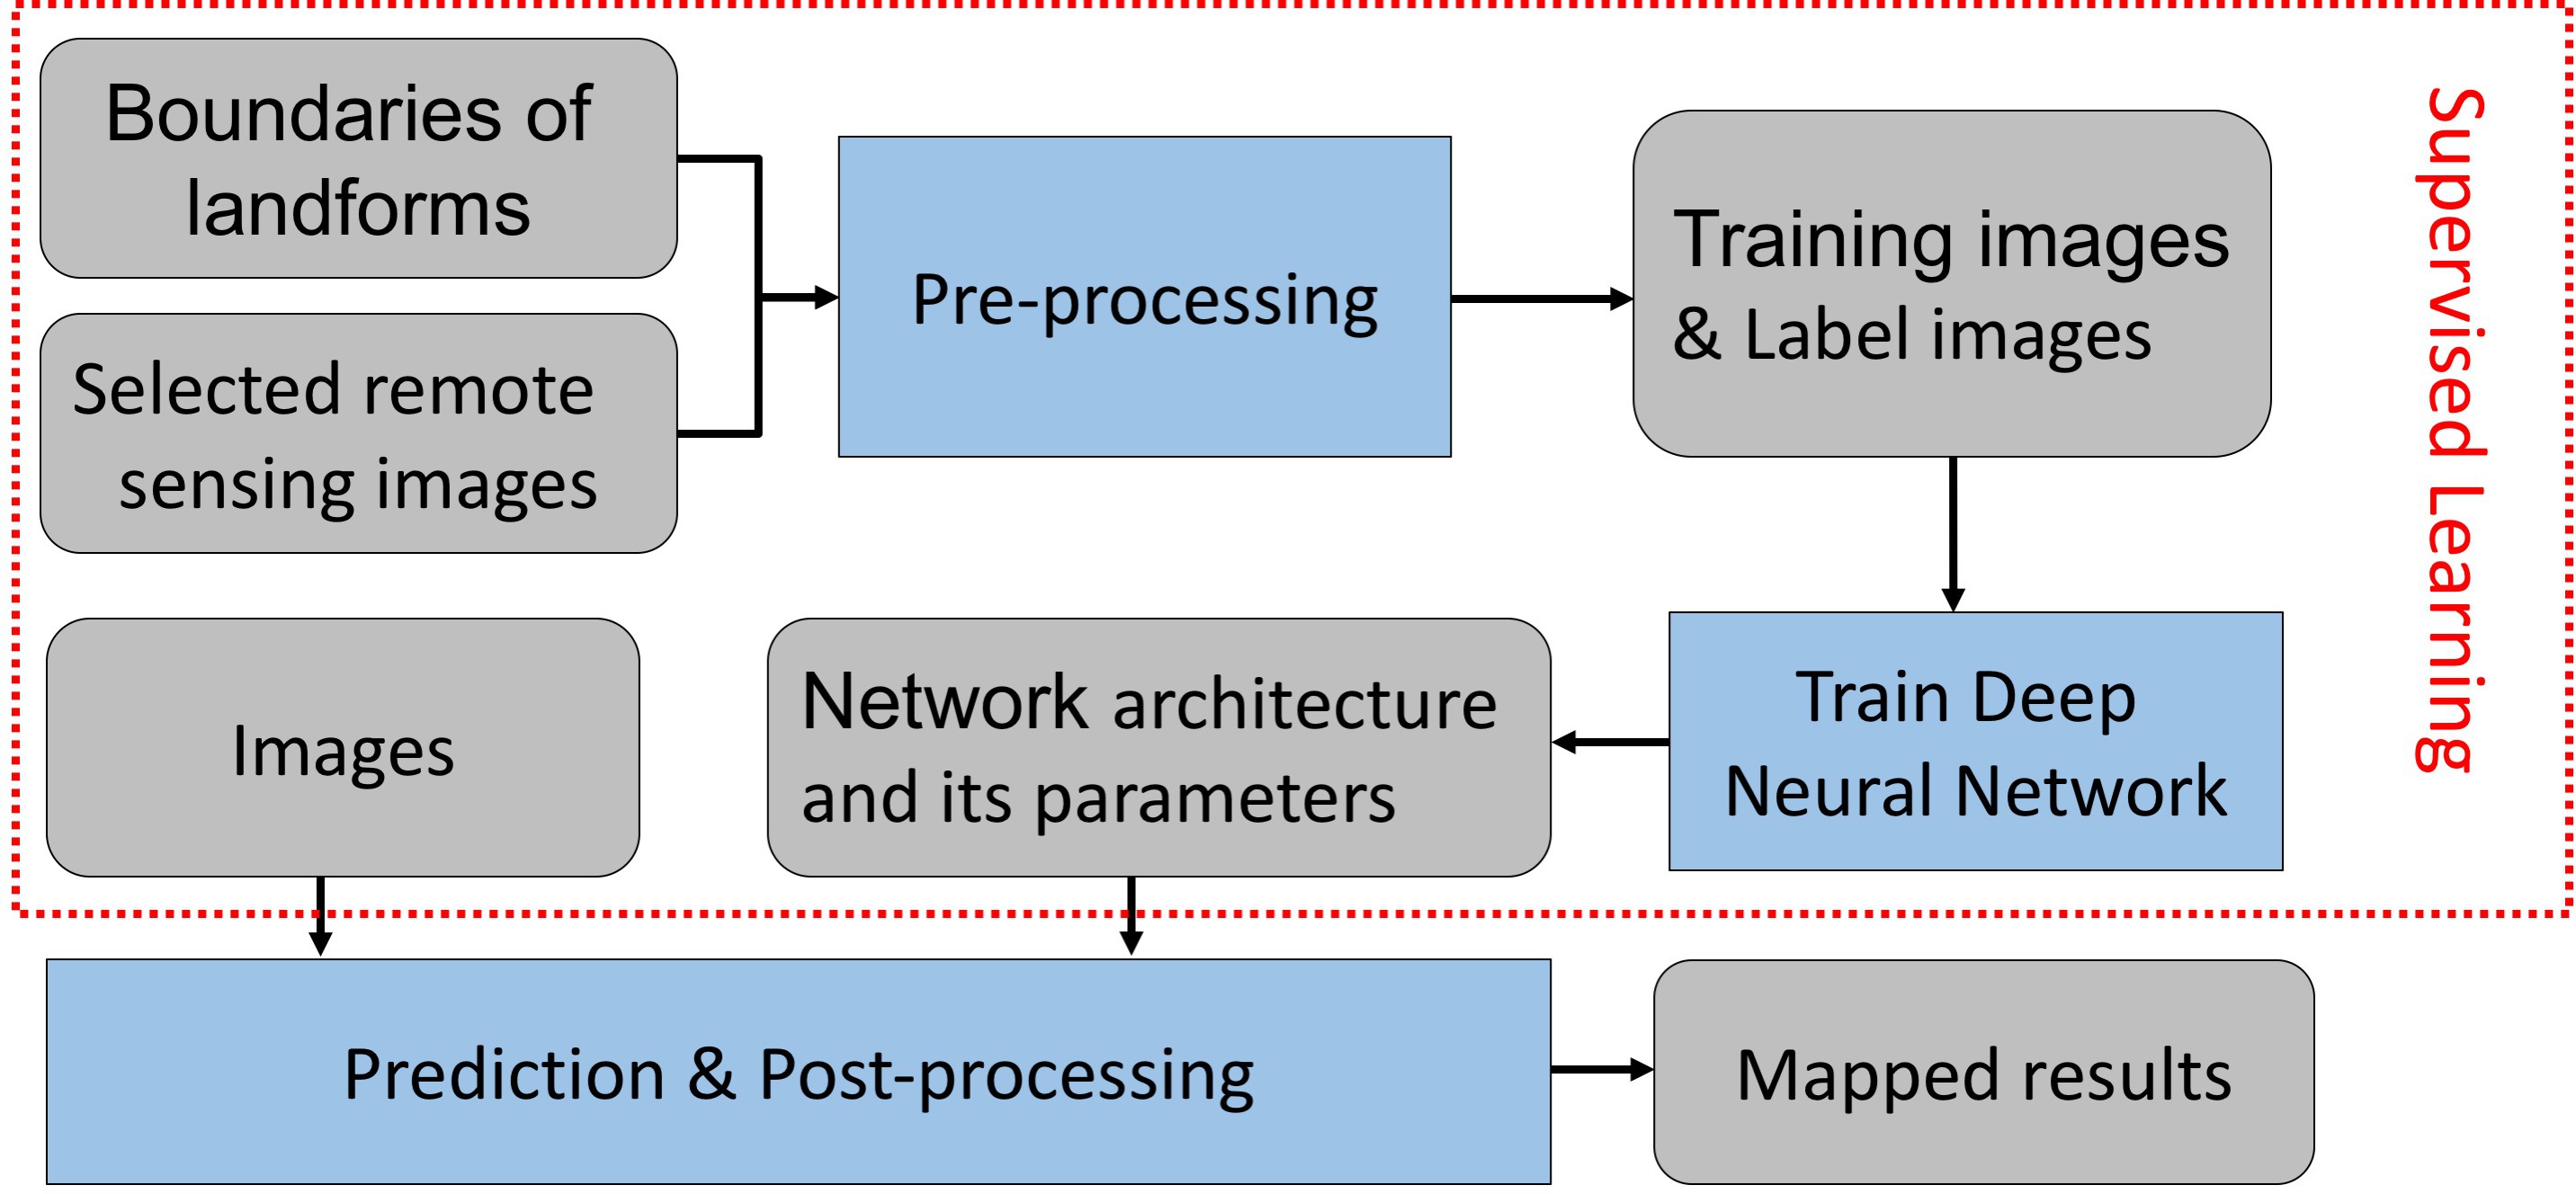 Boundaries of
landforms
Selected remote
sensing images
Pre-processing
Training images
& Label images
Supervised Learning
Images
Network architecture
and its parameters
Train Deep
Neural Network
Prediction & Post-processing
Mapped results